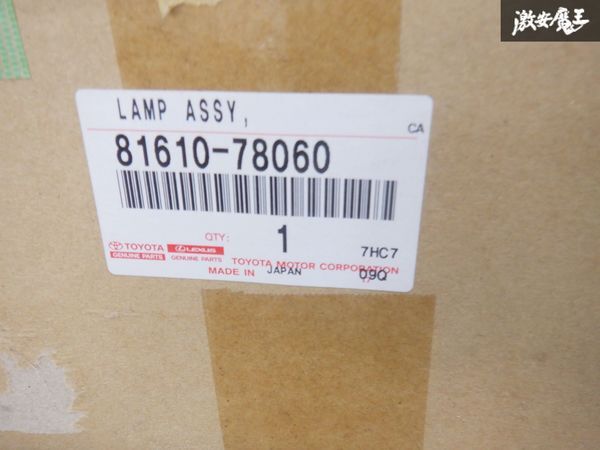 激安魔王
LAMP ASSY,
CA
81610-78060
QTY: 1 7HC7
TOYOTA LEXUS
GENUINE PARTS GENUINE PARTS TOYOTA MOTOR CORPORATION
MADE IN JAPAN 09Q